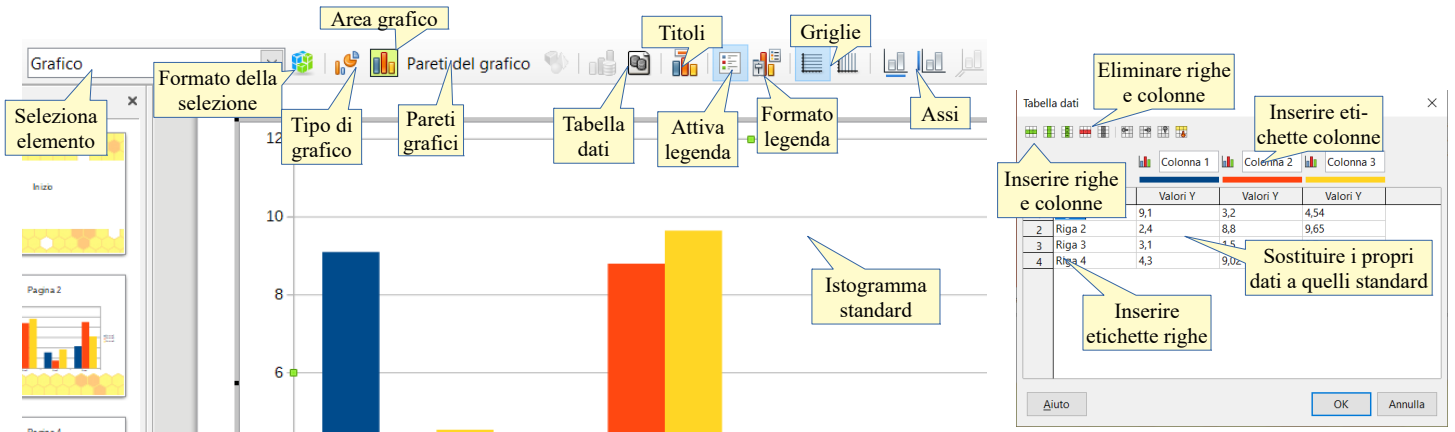 Area grafico
Titoli
Griglie
Grafico
Pareti del grafico
Formato della
selezione
Seleziona
elemento
Tipo di
grafico
Pareti
grafici
Tabella
dati
Attiva
legenda
Formato
legenda
Assi
Inizio
Pagina 2
Pagina 4
12
10
8
6
Istogramma
standard
Tabella dati
Eliminare righe
e colonne
Inserire eti-
chette colonne
Inserire righe
e colonne
Colonna 1
Colonna 2
Colonna 3
Valori Y
Valori Y
Valori Y
9,1
3,2
4,54
2
Riga 2
2,4
8,8
9,65
3
Riga 3
3,1
1,5
4
Riga 4
4,3
9,02
Sostituire i propri
dati a quelli standard
Inserire
etichette righe
Aiuto
OK
Annulla